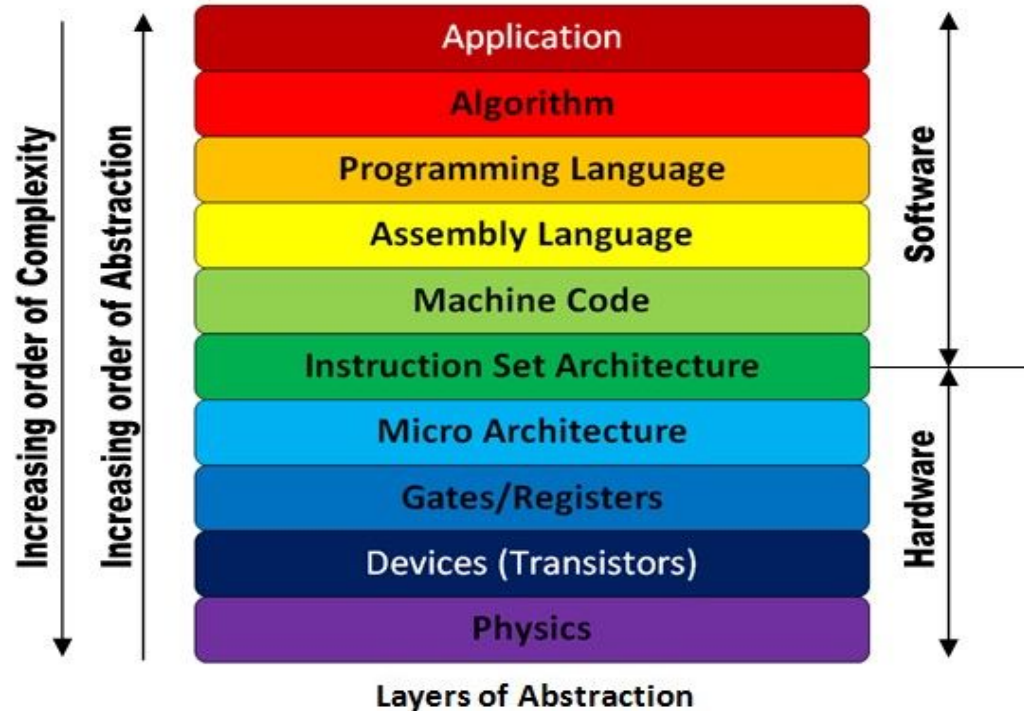 Increasing order of Complexity
Increasing order of Abstraction
Application
Algorithm
Programming Language
Assembly Language
Machine Code
Instruction Set Architecture
Micro Architecture
Gates/Registers
Devices (Transistors)
Physics
Software
Hardware
Layers of Abstraction